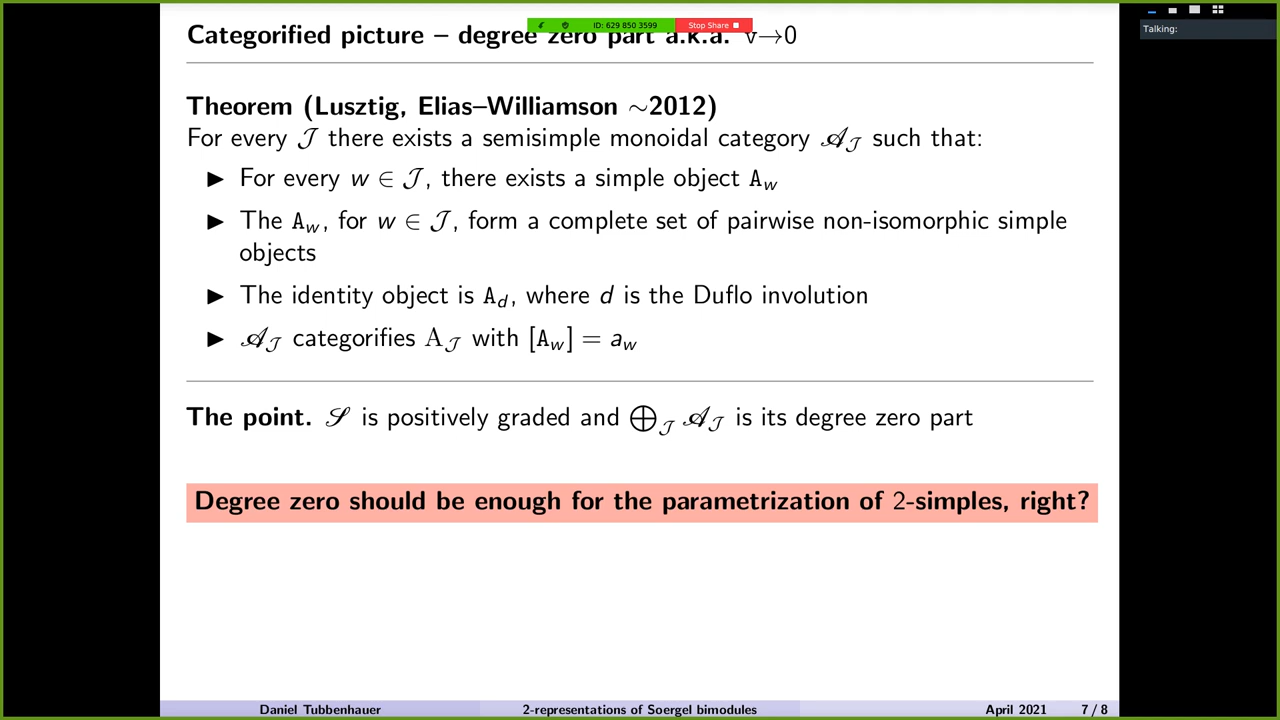 ID: 629 850 3599 Stop Share
Talking:
Categorified picture – degree zero part a.k.a. v→0
Theorem (Lusztig, Elias–Williamson ∼2012)
For every 𝒥 there exists a semisimple monoidal category 𝒜_𝒥 such that:
▶ For every w ∈ 𝒥, there exists a simple object A_w
▶ The A_w, for w ∈ 𝒥, form a complete set of pairwise non-isomorphic simple
objects
▶ The identity object is A_d, where d is the Duflo involution
▶ 𝒜_𝒥 categorifies A_𝒥 with [A_w] = a_w
The point. 𝒮 is positively graded and ⨁_𝒥 𝒜_𝒥 is its degree zero part
Degree zero should be enough for the parametrization of 2-simples, right?
Daniel Tubbenhauer 2-representations of Soergel bimodules April 2021 7 / 8